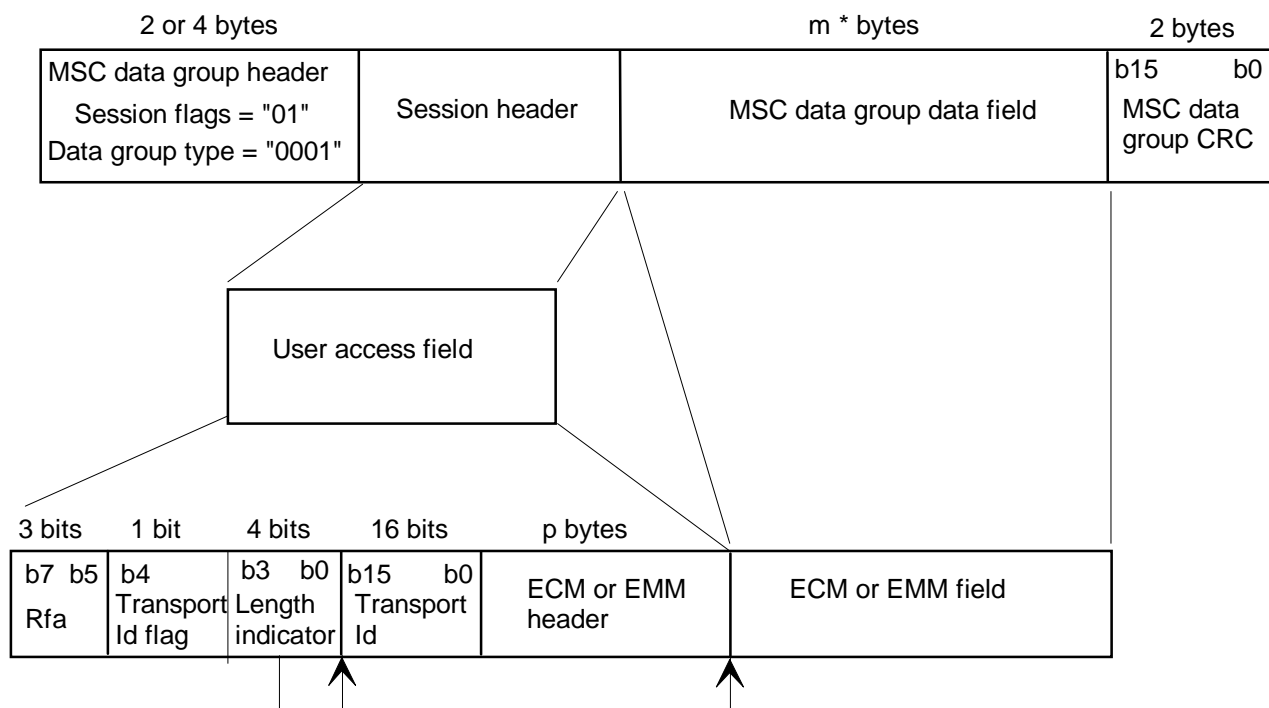 2 or 4 bytes m * bytes 2 bytes
MSC data group header
Session flags = "01"
Data group type = "0001"
Session header
MSC data group data field
b15 b0
MSC data
group CRC
User access field
3 bits 1 bit 4 bits 16 bits p bytes
b7 b5
Rfa
b4
Transport
Id flag
b3 b0
Length
indicator
b15 b0
Transport
Id
ECM or EMM
header
ECM or EMM field